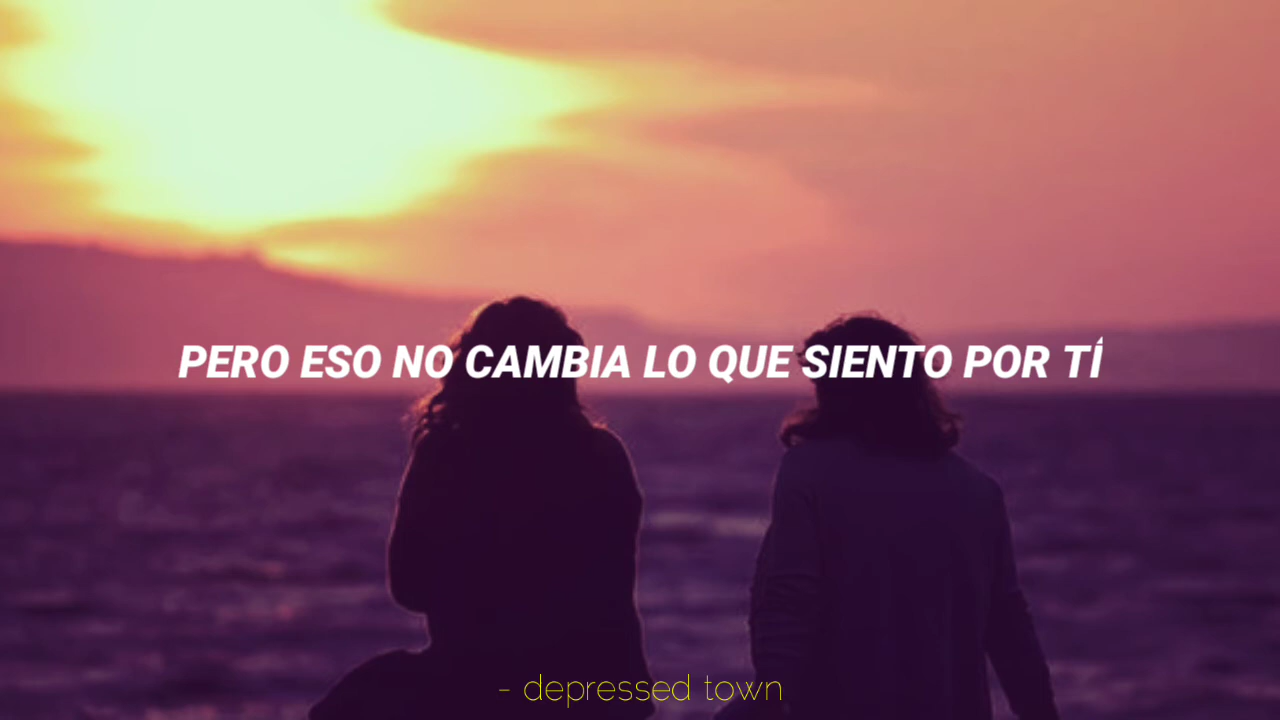 PERO ESO NO CAMBIA LO QUE SIENTO POR TÍ
- depressed town